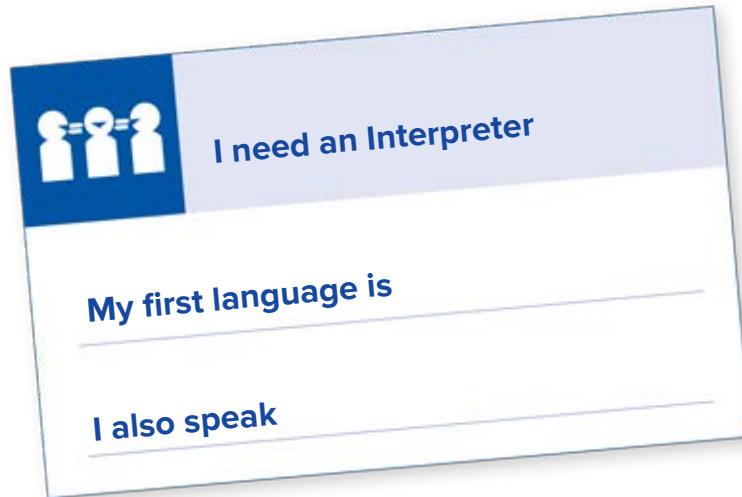 I need an Interpreter
My first language is
I also speak